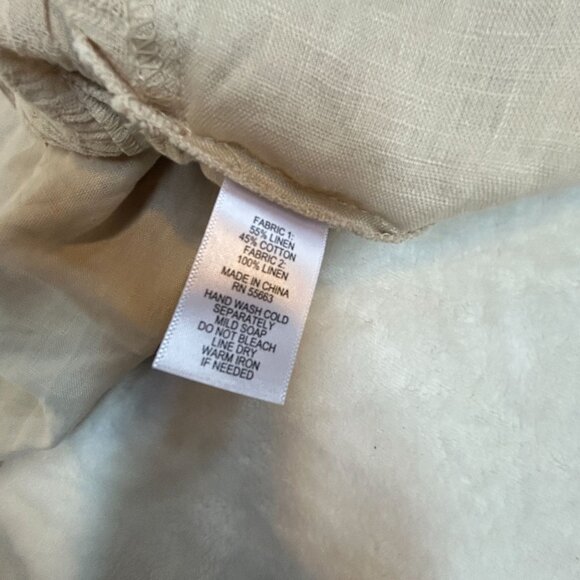 FABRIC 1:
55% LINEN
45% COTTON
FABRIC 2:
100% LINEN
MADE IN CHINA
RN 55663
HAND WASH COLD
SEPARATELY
MILD SOAP
DO NOT BLEACH
LINE DRY
WARM IRON
IF NEEDED